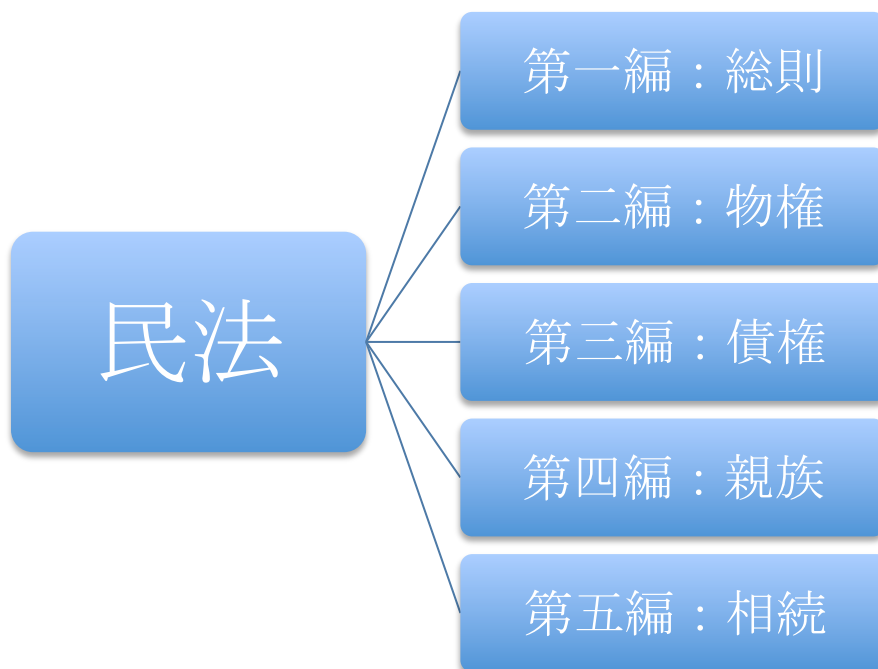 民法
第一編：総則
第二編：物権
第三編：債権
第四編：親族
第五編：相続